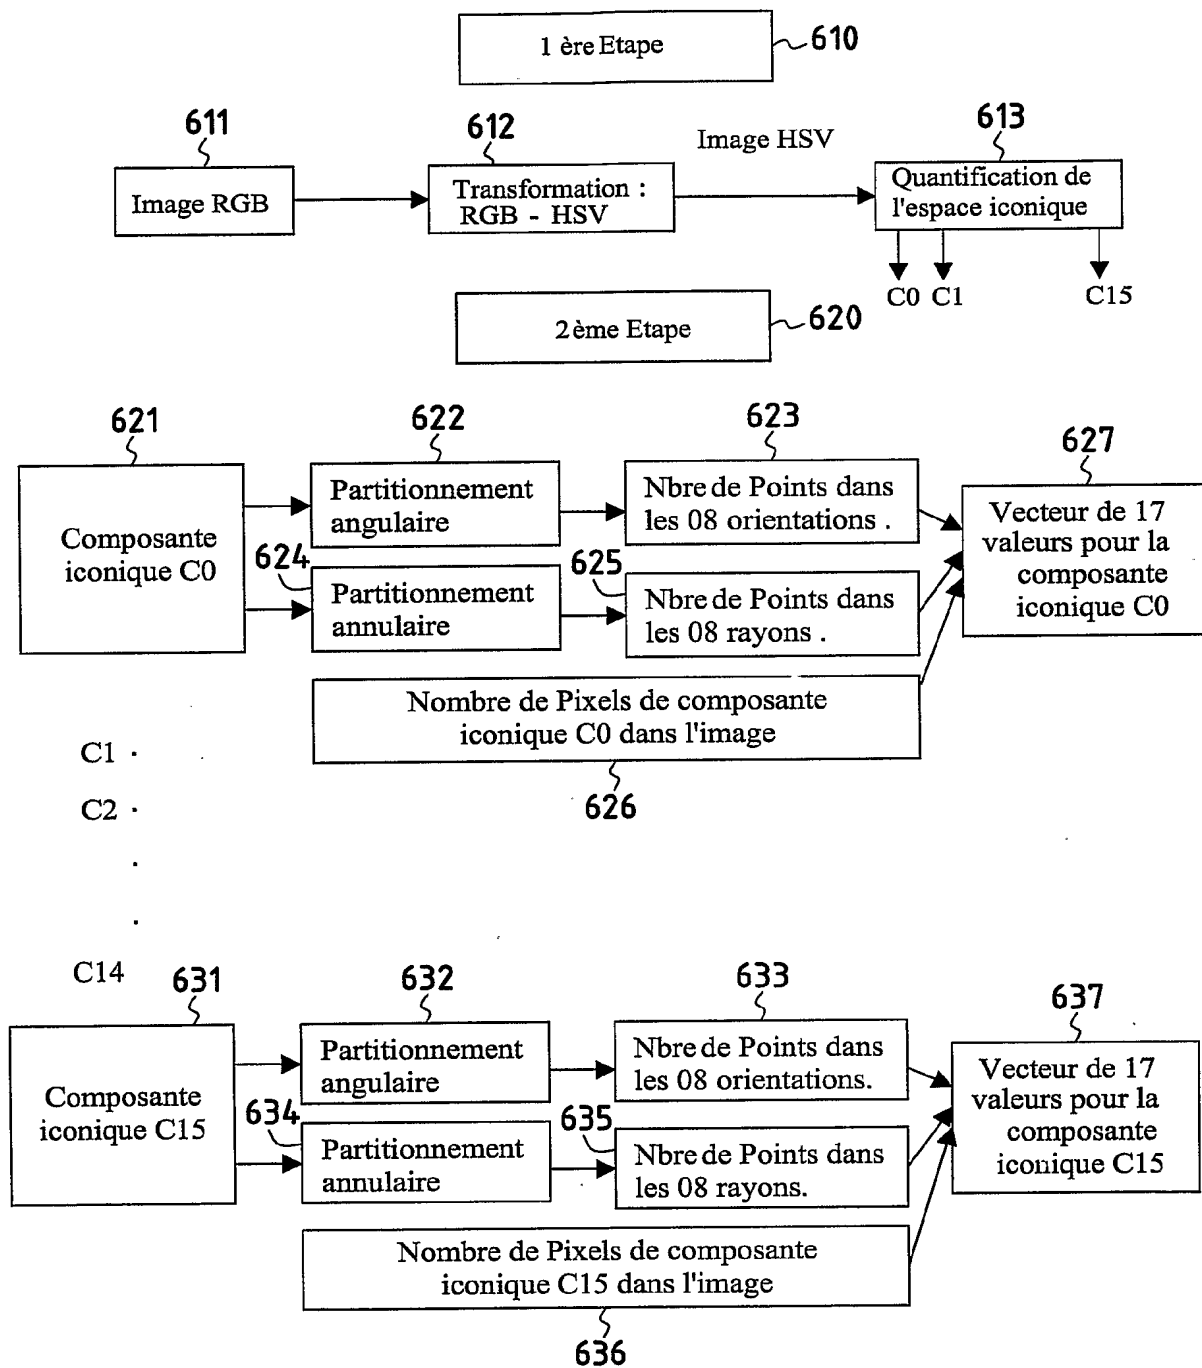 1 ère Etape
610
611
612
Image HSV
613
Image RGB
Transformation :
RGB - HSV
Quantification de
l'espace iconique
C0 C1 C15
2ème Etape
620
621
622
623
627
Composante
iconique C0
Partitionnement
angulaire
Nbre de Points dans
les 08 orientations .
624
625
Partitionnement
annulaire
Nbre de Points dans
les 08 rayons .
Vecteur de 17
valeurs pour la
composante
iconique C0
Nombre de Pixels de composante
iconique C0 dans l'image
626
C1 .
C2 .
.
.
C14
631
632
633
637
Composante
iconique C15
Partitionnement
angulaire
Nbre de Points dans
les 08 orientations.
634
635
Partitionnement
annulaire
Nbre de Points dans
les 08 rayons.
Vecteur de 17
valeurs pour la
composante
iconique C15
Nombre de Pixels de composante
iconique C15 dans l'image
636